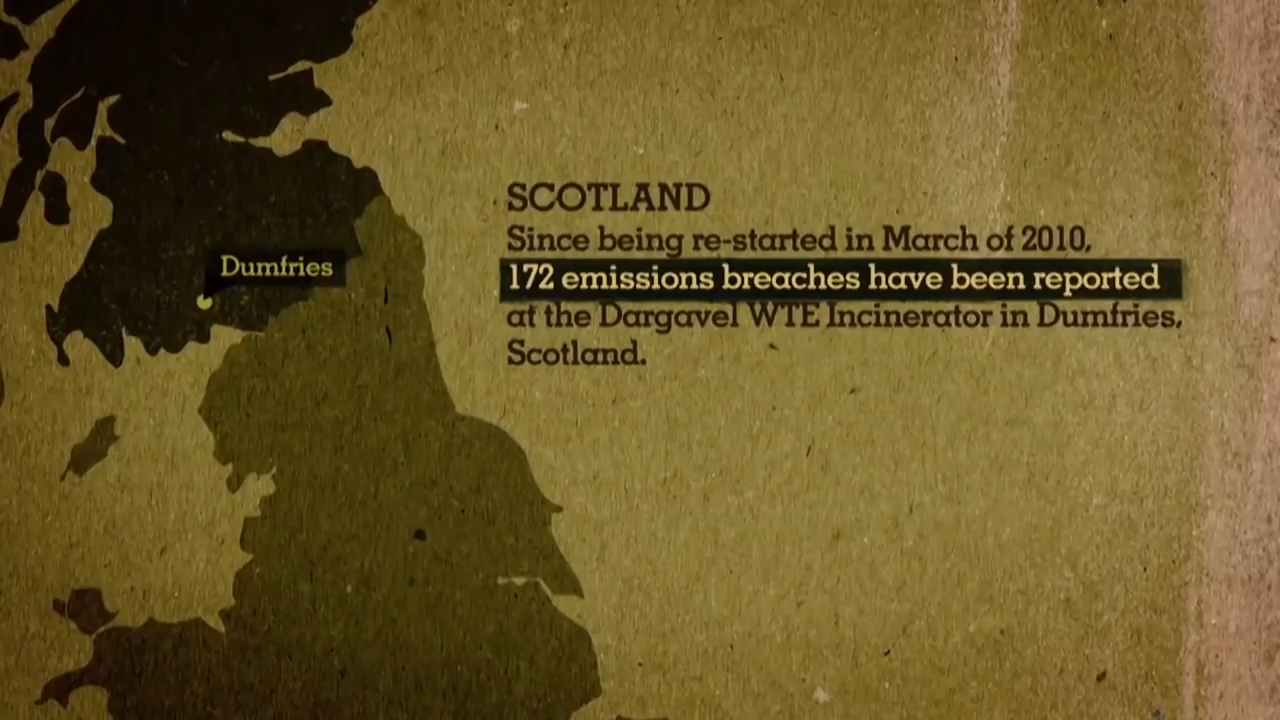 SCOTLAND
Since being re-started in March of 2010,
172 emissions breaches have been reported
at the Dargavel WTE Incinerator in Dumfries,
Scotland.
Dumfries